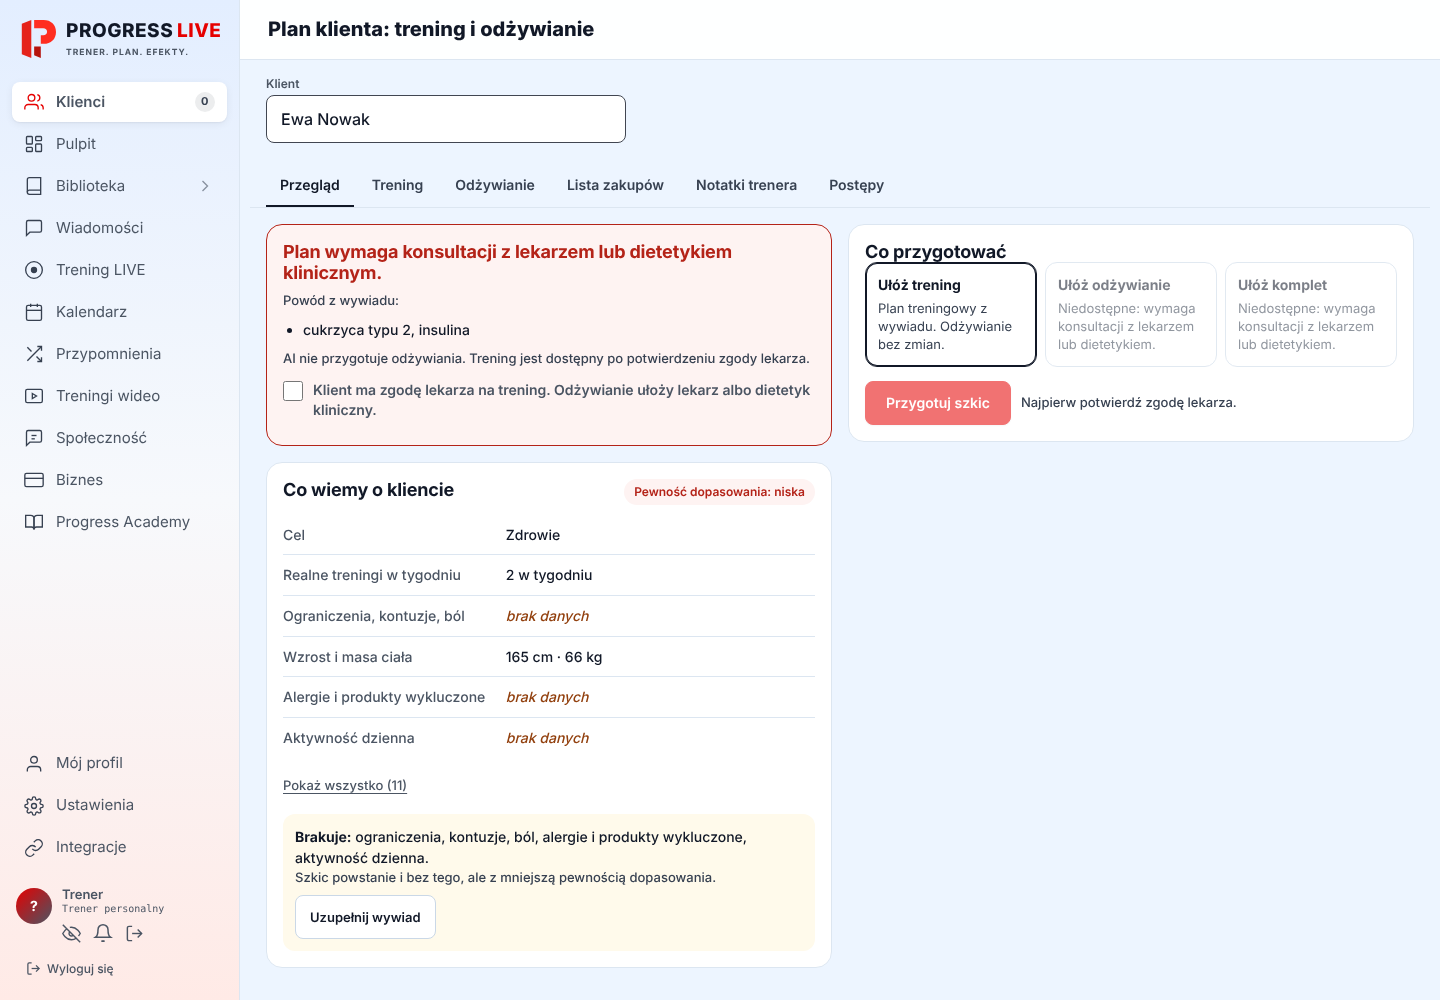 PROGRESS LIVE
TRENER. PLAN. EFEKTY.
Klienci 0
Pulpit
Biblioteka
Wiadomości
Trening LIVE
Kalendarz
Przypomnienia
Treningi wideo
Społeczność
Biznes
Progress Academy
Mój profil
Ustawienia
Integracje
?
Trener
Trener personalny
Wyloguj się
Plan klienta: trening i odżywianie
Klient
Ewa Nowak
Przegląd Trening Odżywianie Lista zakupów Notatki trenera Postępy
Plan wymaga konsultacji z lekarzem lub dietetykiem
klinicznym.
Powód z wywiadu:
• cukrzyca typu 2, insulina
AI nie przygotuje odżywiania. Trening jest dostępny po potwierdzeniu zgody lekarza.
Klient ma zgodę lekarza na trening. Odżywianie ułoży lekarz albo dietetyk
kliniczny.
Co wiemy o kliencie
Pewność dopasowania: niska
Cel Zdrowie
Realne treningi w tygodniu 2 w tygodniu
Ograniczenia, kontuzje, ból brak danych
Wzrost i masa ciała 165 cm · 66 kg
Alergie i produkty wykluczone brak danych
Aktywność dzienna brak danych
Pokaż wszystko (11)
Brakuje: ograniczenia, kontuzje, ból, alergie i produkty wykluczone,
aktywność dzienna.
Szkic powstanie i bez tego, ale z mniejszą pewnością dopasowania.
Uzupełnij wywiad
Co przygotować
Ułóż trening
Plan treningowy z
wywiadu. Odżywianie
bez zmian.
Ułóż odżywianie
Niedostępne: wymaga
konsultacji z lekarzem
lub dietetykiem.
Ułóż komplet
Niedostępne: wymaga
konsultacji z lekarzem
lub dietetykiem.
Przygotuj szkic
Najpierw potwierdź zgodę lekarza.